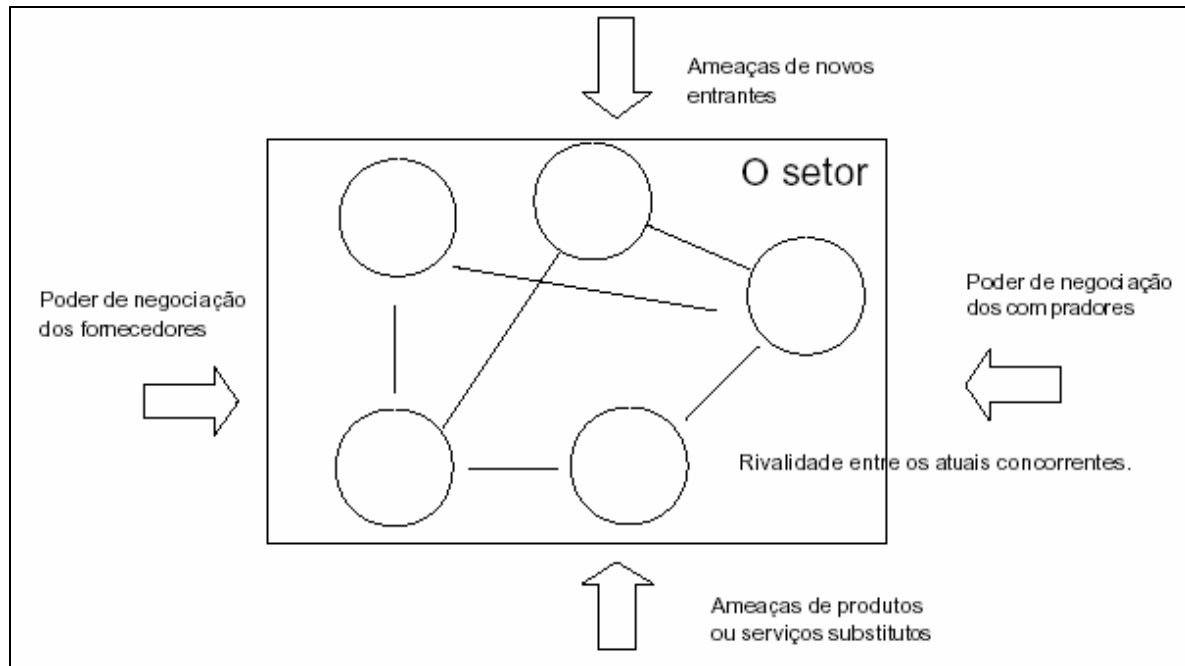 Ameaças de novos
entrantes
O setor
Poder de negociação
dos fornecedores
Poder de negociação
dos compradores
Rivalidade entre os atuais concorrentes.
Ameaças de produtos
ou serviços substitutos